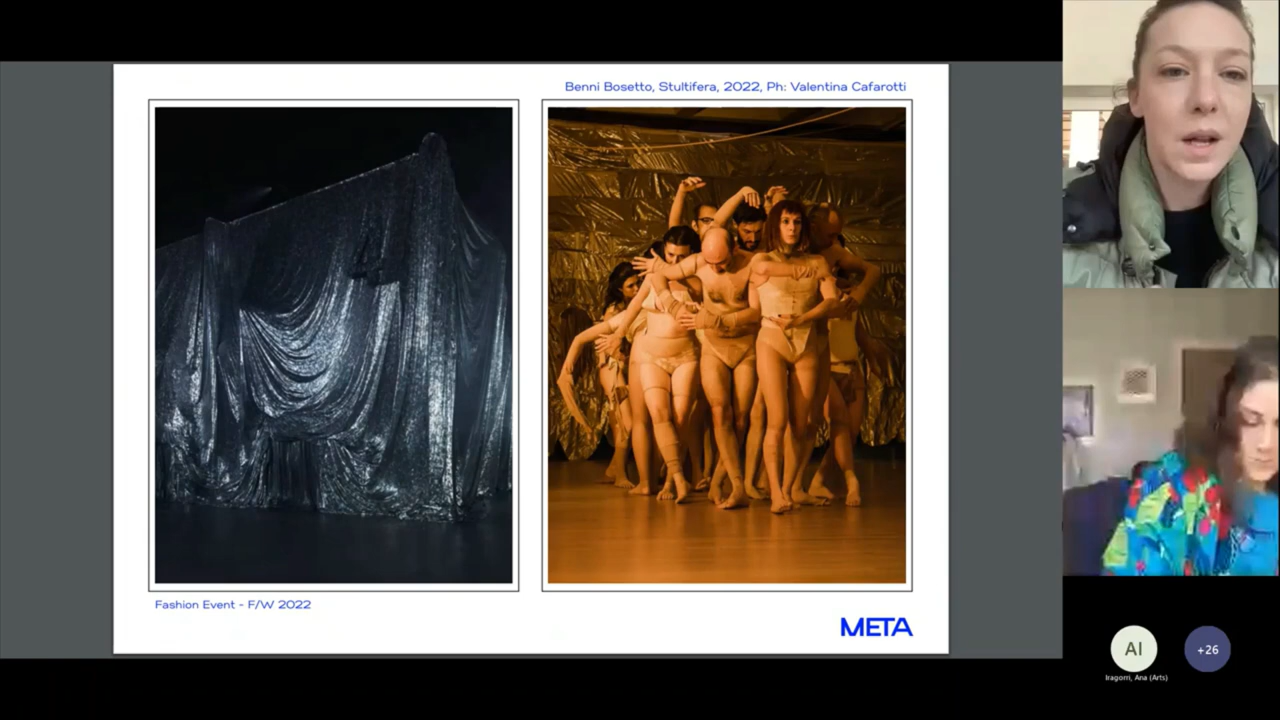 Benni Bosetto, Stultifera, 2022, Ph: Valentina Cafarotti
Fashion Event - F/W 2022
META
AI
+26
Iragorri, Ana (Arts)